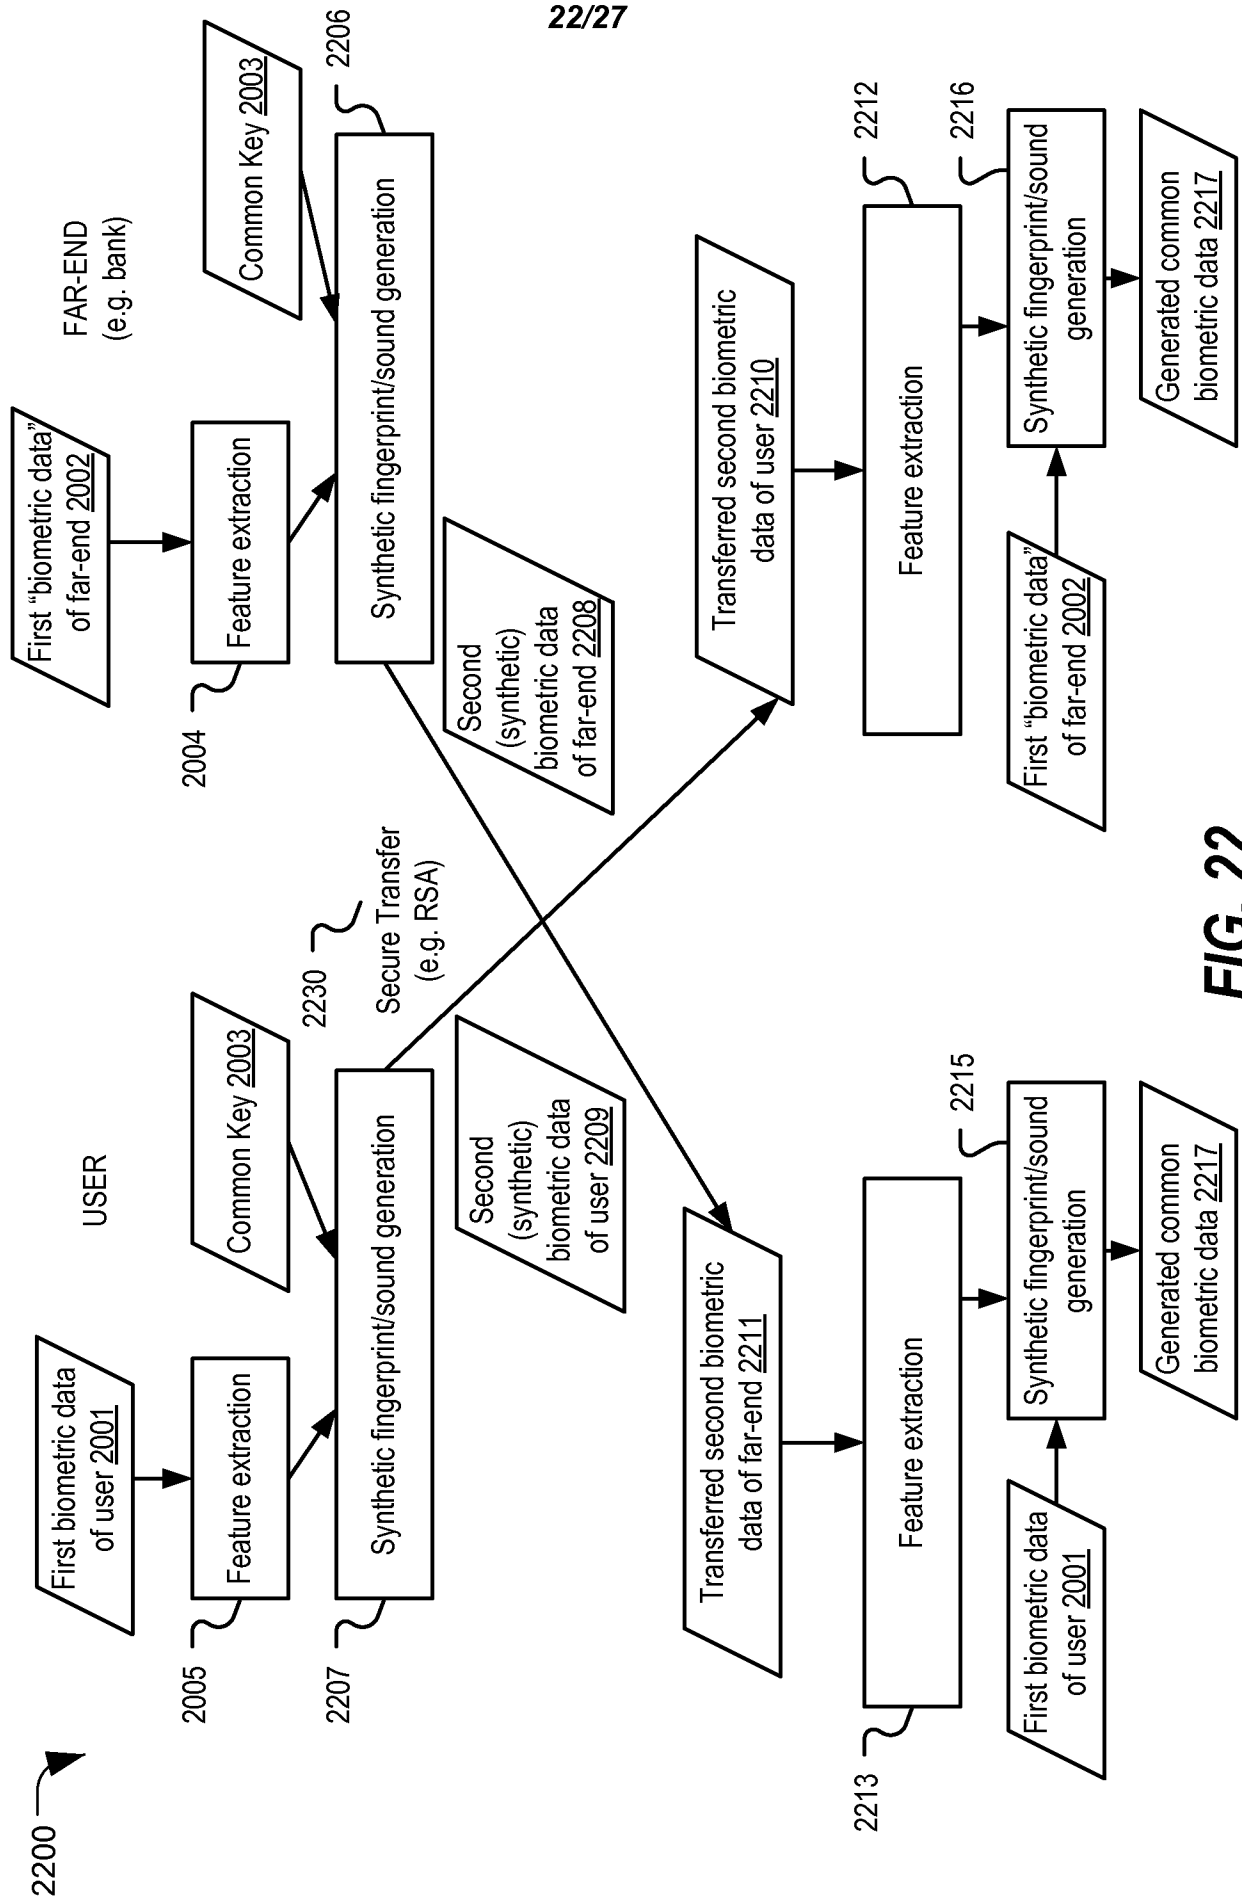 22/27
2200
USER
FAR-END
(e.g. bank)
First biometric data
of user 2001
2005
Feature extraction
Common Key 2003
2207
Synthetic fingerprint/sound generation
Second
(synthetic)
biometric data
of user 2209
2230
Secure Transfer
(e.g. RSA)
First “biometric data”
of far-end 2002
2004
Feature extraction
Common Key 2003
2206
Synthetic fingerprint/sound generation
Second
(synthetic)
biometric data
of far-end 2208
Transferred second biometric
data of far-end 2211
2213
Feature extraction
First biometric data
of user 2001
2215
Synthetic fingerprint/sound
generation
Generated common
biometric data 2217
Transferred second biometric
data of user 2210
2212
Feature extraction
First “biometric data”
of far-end 2002
2216
Synthetic fingerprint/sound
generation
Generated common
biometric data 2217
FIG. 22